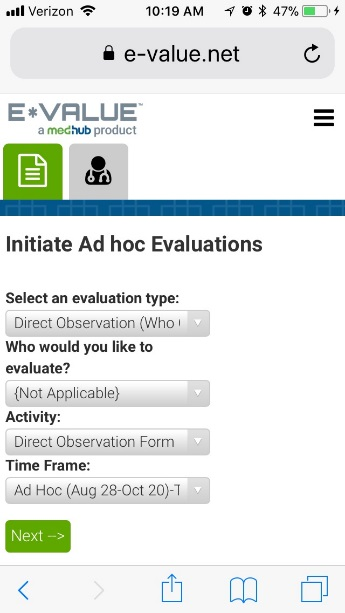 Verizon 10:19 AM 47%
e-value.net
E*VALUE™
a medhub product
Initiate Ad hoc Evaluations
Select an evaluation type:
Direct Observation (Who
Who would you like to
evaluate?
{Not Applicable}
Activity:
Direct Observation Form
Time Frame:
Ad Hoc (Aug 28-Oct 20)-T
Next -->